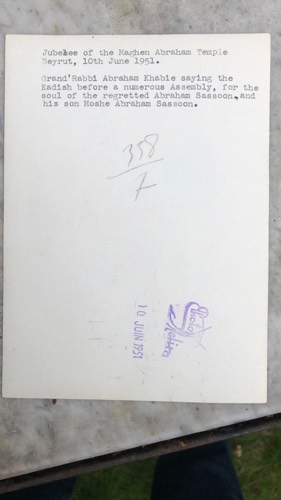 Jubelee of the Maghen Abraham Temple
Beyrut, 10th June 1951.
Grand'Rabbi Abraham Khabie saying the
Kadish before a numerous Assembly, for the
soul of the regretted Abraham Sassoon, and
his son Moshe Abraham Sassoon.
358
7
Photo
10 JUIN 1951